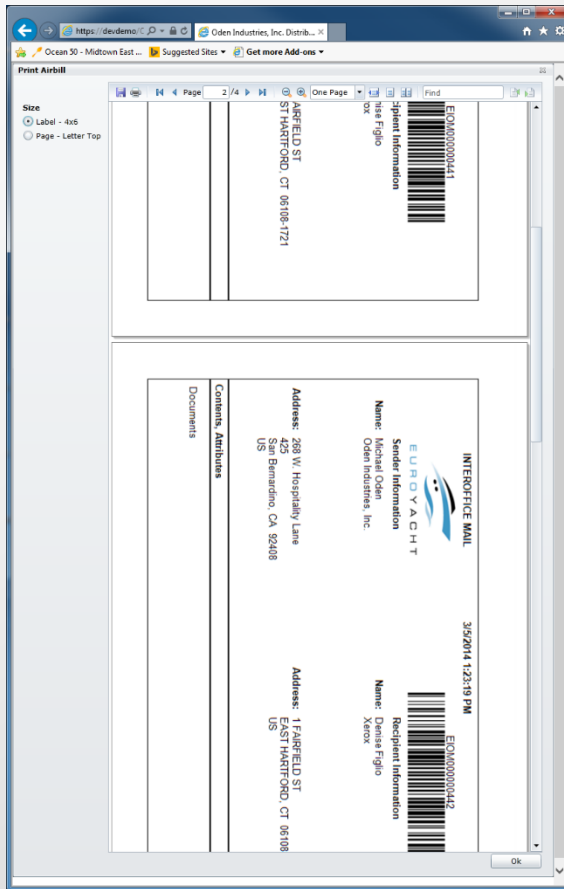 https://devdemo/C
Oden Industries, Inc. Distrib...
Ocean 50 - Midtown East ...
Suggested Sites
Get more Add-ons
Print Airbill
Size
Label - 4x6
Page - Letter Top
Page 2 /4
One Page
Find
EIOM000000441
cipient Information
nise Figlio
rox
AIRFIELD ST
ST HARTFORD, CT 06108-1721
INTEROFFICE MAIL
3/5/2014 1:23:19 PM
EUROYACHT
EIOM000000442
Sender Information
Name: Michael Oden
Oden Industries, Inc.
Address: 268 W. Hospitality Lane
425
San Bernardino, CA 92408
US
Recipient Information
Name: Denise Figlio
Xerox
Address: 1 FAIRFIELD ST
EAST HARTFORD, CT 06108
US
Contents, Attributes
Documents
Ok